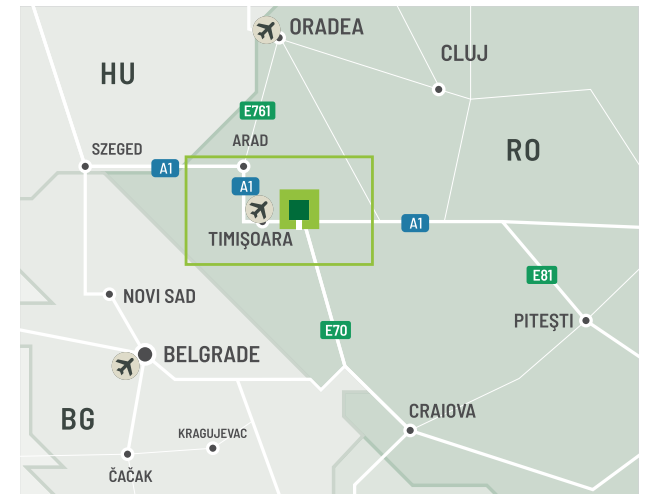 ORADEA
CLUJ
HU
E761
ARAD
SZEGED
RO
A1
A1
A1
TIMIŞOARA
E81
NOVI SAD
PITEŞTI
E70
BELGRADE
CRAIOVA
BG
KRAGUJEVAC
ČAČAK